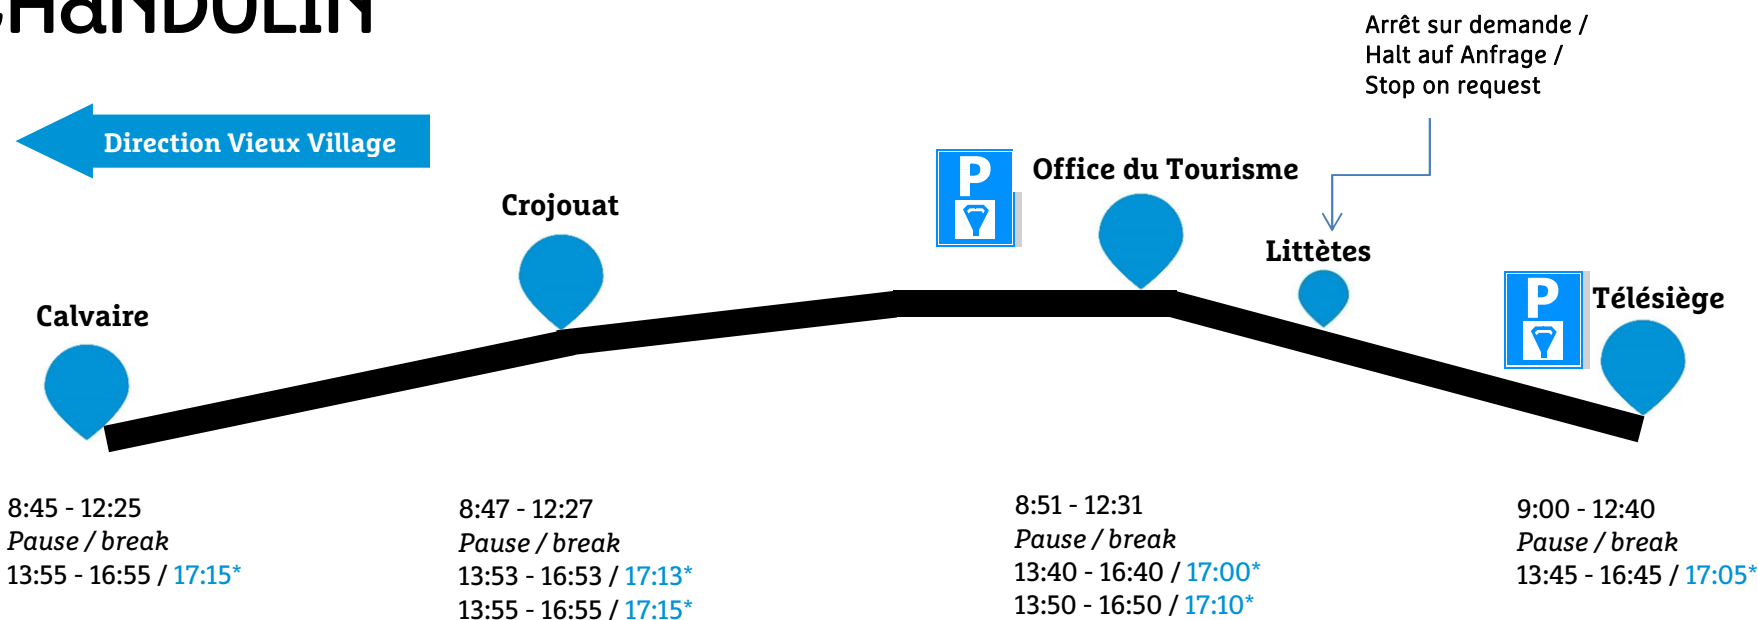 CHaNDOLIN
Arrêt sur demande /
Halt auf Anfrage /
Stop on request
Direction Vieux Village
P
Office du Tourisme
Crojouat
Littètes
P
Télésiège
Calvaire
8:45 - 12:25
Pause / break
13:55 - 16:55 / 17:15*
8:47 - 12:27
Pause / break
13:53 - 16:53 / 17:13*
13:55 - 16:55 / 17:15*
8:51 - 12:31
Pause / break
13:40 - 16:40 / 17:00*
13:50 - 16:50 / 17:10*
9:00 - 12:40
Pause / break
13:45 - 16:45 / 17:05*